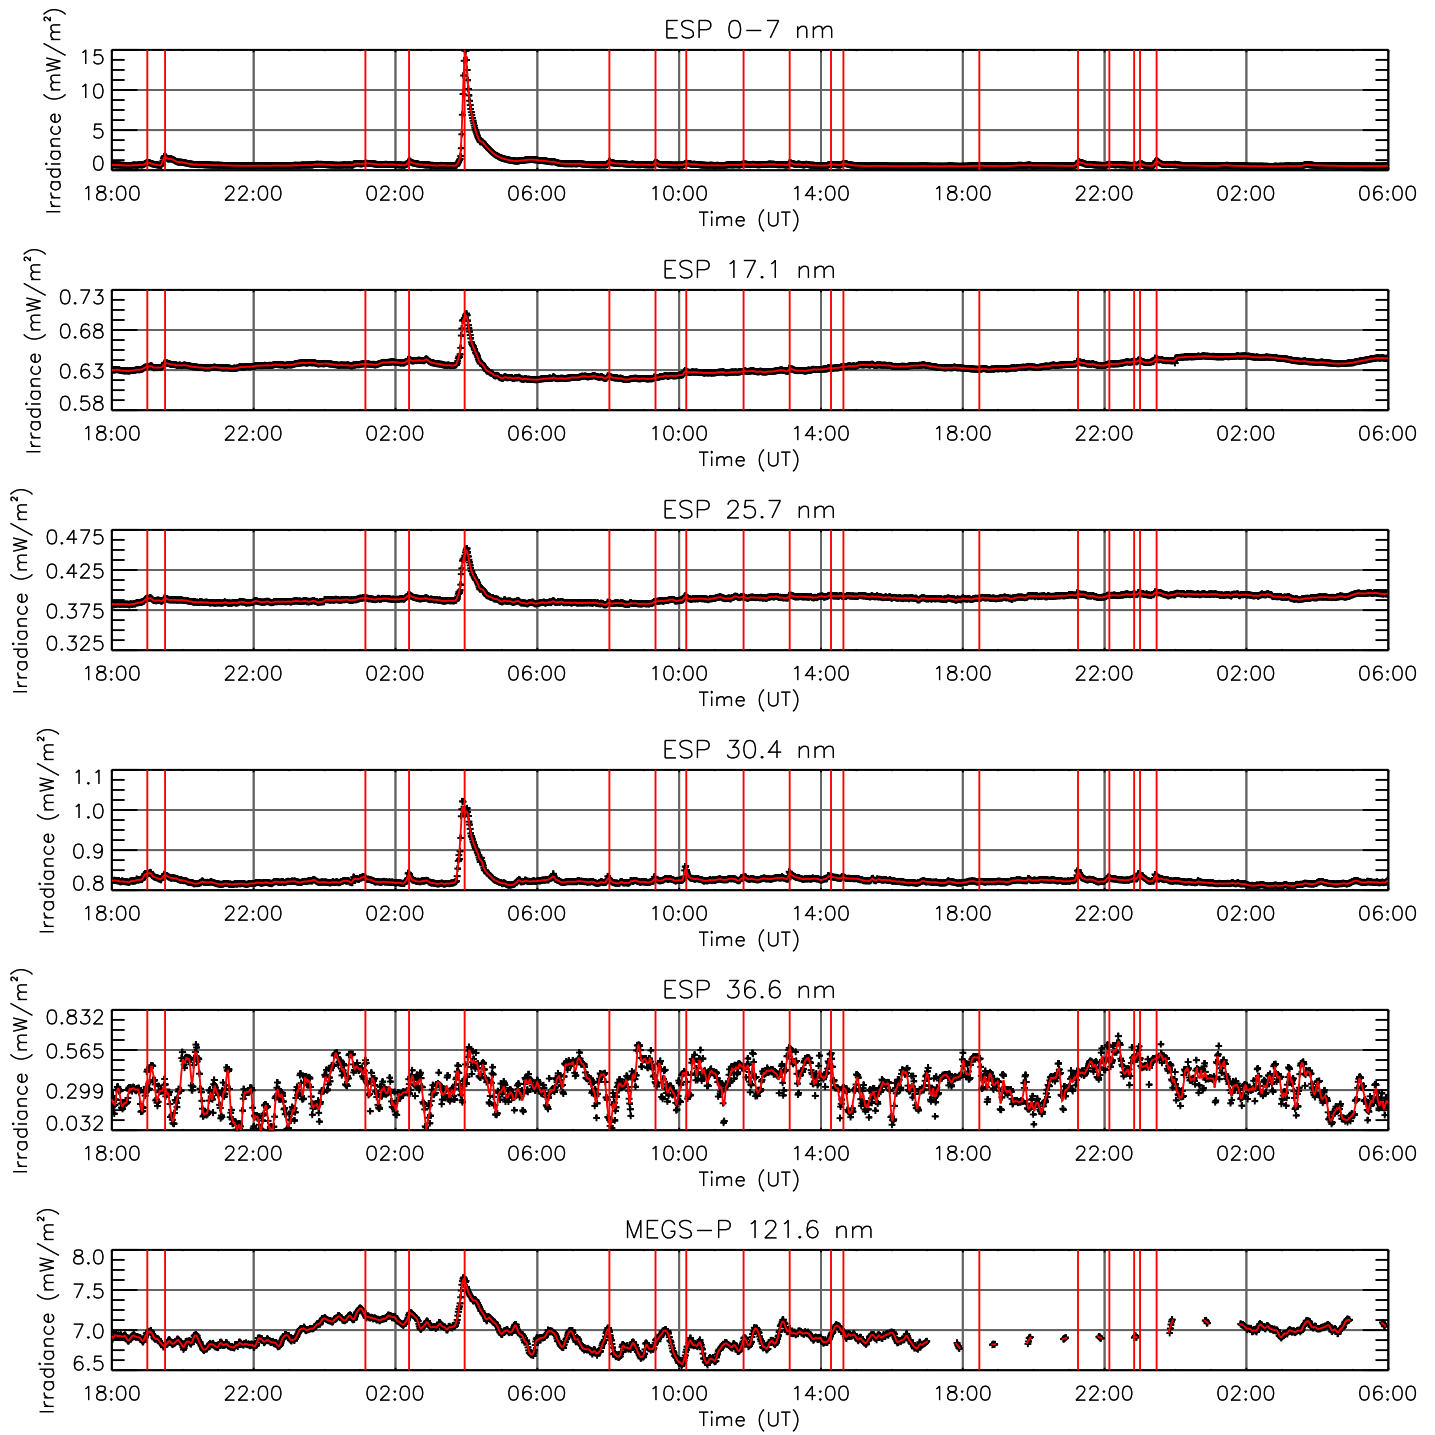 ESP 0-7 nm
Irradiance (mW/m²)
15
10
5
0
18:00 22:00 02:00 06:00 10:00 14:00 18:00 22:00 02:00 06:00
Time (UT)
ESP 17.1 nm
Irradiance (mW/m²)
0.73
0.68
0.63
0.58
18:00 22:00 02:00 06:00 10:00 14:00 18:00 22:00 02:00 06:00
Time (UT)
ESP 25.7 nm
Irradiance (mW/m²)
0.475
0.425
0.375
0.325
18:00 22:00 02:00 06:00 10:00 14:00 18:00 22:00 02:00 06:00
Time (UT)
ESP 30.4 nm
Irradiance (mW/m²)
1.1
1.0
0.9
0.8
18:00 22:00 02:00 06:00 10:00 14:00 18:00 22:00 02:00 06:00
Time (UT)
ESP 36.6 nm
Irradiance (mW/m²)
0.832
0.565
0.299
0.032
18:00 22:00 02:00 06:00 10:00 14:00 18:00 22:00 02:00 06:00
Time (UT)
MEGS-P 121.6 nm
Irradiance (mW/m²)
8.0
7.5
7.0
6.5
18:00 22:00 02:00 06:00 10:00 14:00 18:00 22:00 02:00 06:00
Time (UT)